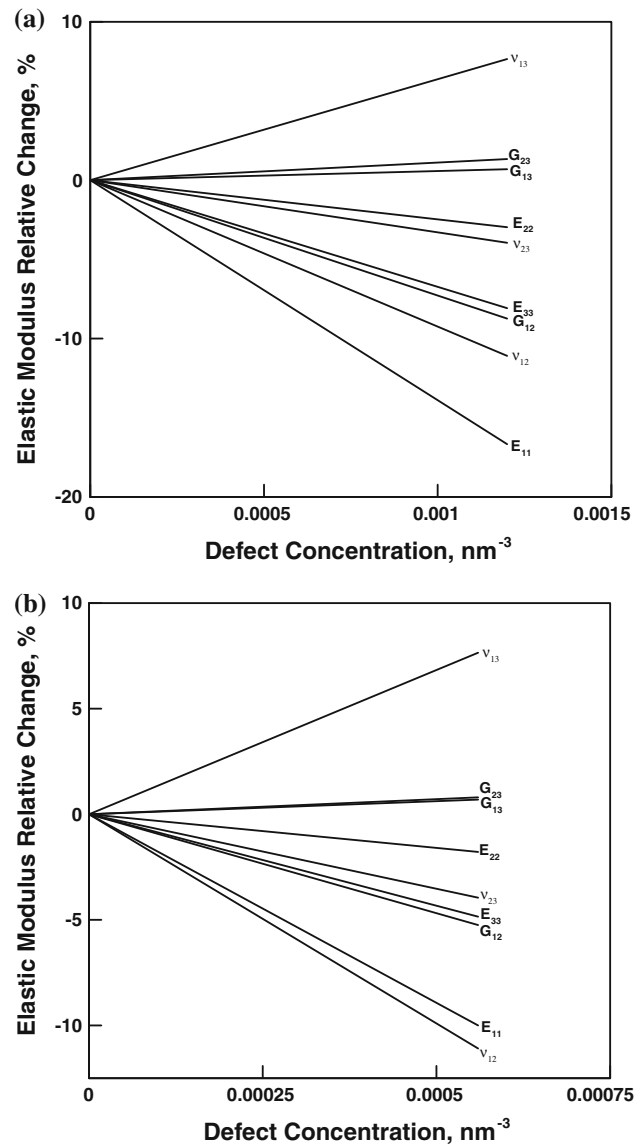 (a)
Elastic Modulus Relative Change, %
10
0
-10
-20
ν₁₃
G₂₃
G₁₃
E₂₂
ν₂₃
E₃₃
G₁₂
ν₁₂
E₁₁
0 0.0005 0.001 0.0015
Defect Concentration, nm⁻³
(b)
Elastic Modulus Relative Change, %
10
5
0
-5
-10
ν₁₃
G₂₃
G₁₃
E₂₂
ν₂₃
E₃₃
G₁₂
E₁₁
ν₁₂
0 0.00025 0.0005 0.00075
Defect Concentration, nm⁻³